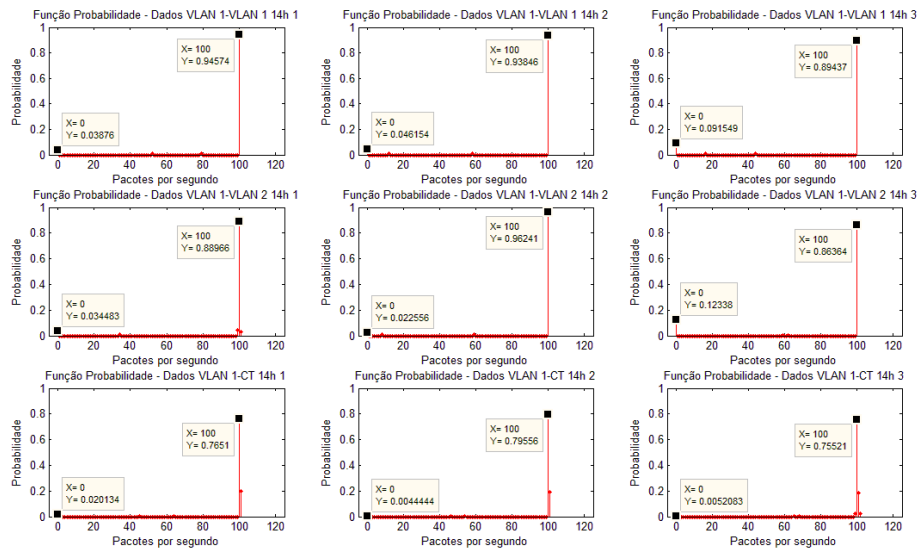 Função Probabilidade - Dados VLAN 1-VLAN 1 14h 1
Probabilidade
1
0.8
0.6
0.4
0.2
0
X= 100
Y= 0.94574
X= 0
Y= 0.03876
0 20 40 60 80 100 120
Pacotes por segundo
Função Probabilidade - Dados VLAN 1-VLAN 1 14h 2
Probabilidade
1
0.8
0.6
0.4
0.2
0
X= 100
Y= 0.93846
X= 0
Y= 0.046154
0 20 40 60 80 100 120
Pacotes por segundo
Função Probabilidade - Dados VLAN 1-VLAN 1 14h 3
Probabilidade
1
0.8
0.6
0.4
0.2
0
X= 100
Y= 0.89437
X= 0
Y= 0.091549
0 20 40 60 80 100 120
Pacotes por segundo
Função Probabilidade - Dados VLAN 1-VLAN 2 14h 1
Probabilidade
1
0.8
0.6
0.4
0.2
0
X= 100
Y= 0.88966
X= 0
Y= 0.034483
0 20 40 60 80 100 120
Pacotes por segundo
Função Probabilidade - Dados VLAN 1-VLAN 2 14h 2
Probabilidade
1
0.8
0.6
0.4
0.2
0
X= 100
Y= 0.96241
X= 0
Y= 0.022556
0 20 40 60 80 100 120
Pacotes por segundo
Função Probabilidade - Dados VLAN 1-VLAN 2 14h 3
Probabilidade
1
0.8
0.6
0.4
0.2
0
X= 100
Y= 0.86364
X= 0
Y= 0.12338
0 20 40 60 80 100 120
Pacotes por segundo
Função Probabilidade - Dados VLAN 1-CT 14h 1
Probabilidade
1
0.8
0.6
0.4
0.2
0
X= 100
Y= 0.7651
X= 0
Y= 0.020134
0 20 40 60 80 100 120
Pacotes por segundo
Função Probabilidade - Dados VLAN 1-CT 14h 2
Probabilidade
1
0.8
0.6
0.4
0.2
0
X= 100
Y= 0.79556
X= 0
Y= 0.0044444
0 20 40 60 80 100 120
Pacotes por segundo
Função Probabilidade - Dados VLAN 1-CT 14h 3
Probabilidade
1
0.8
0.6
0.4
0.2
0
X= 100
Y= 0.75521
X= 0
Y= 0.0052083
0 20 40 60 80 100 120
Pacotes por segundo